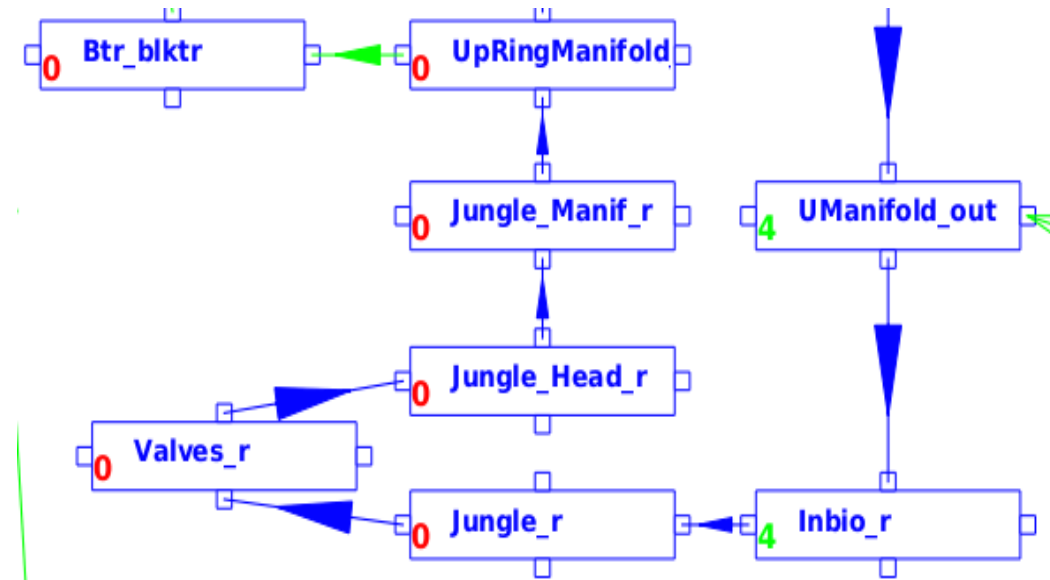 Btr_blktr
0
UpRingManifold
0
Jungle_Manif_r
0
UManifold_out
4
Jungle_Head_r
0
Valves_r
0
Jungle_r
0
Inbio_r
4